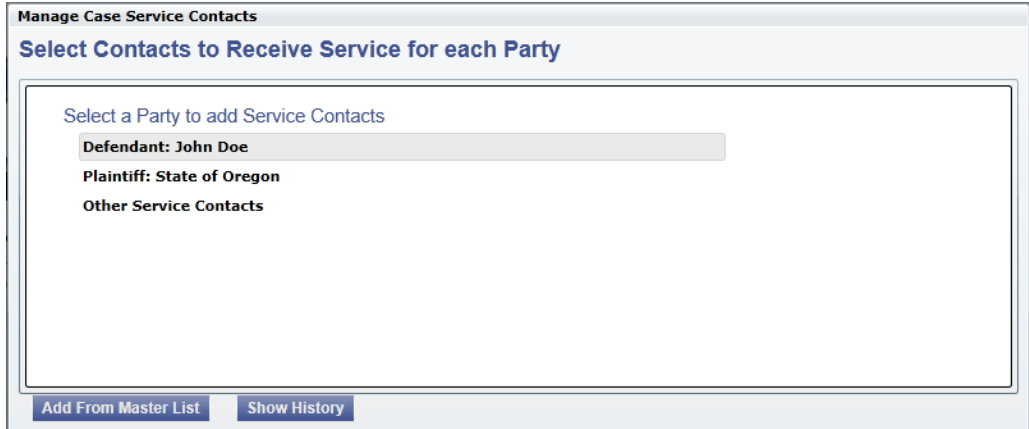 Manage Case Service Contacts
Select Contacts to Receive Service for each Party
Select a Party to add Service Contacts
Defendant: John Doe
Plaintiff: State of Oregon
Other Service Contacts
Add From Master List Show History